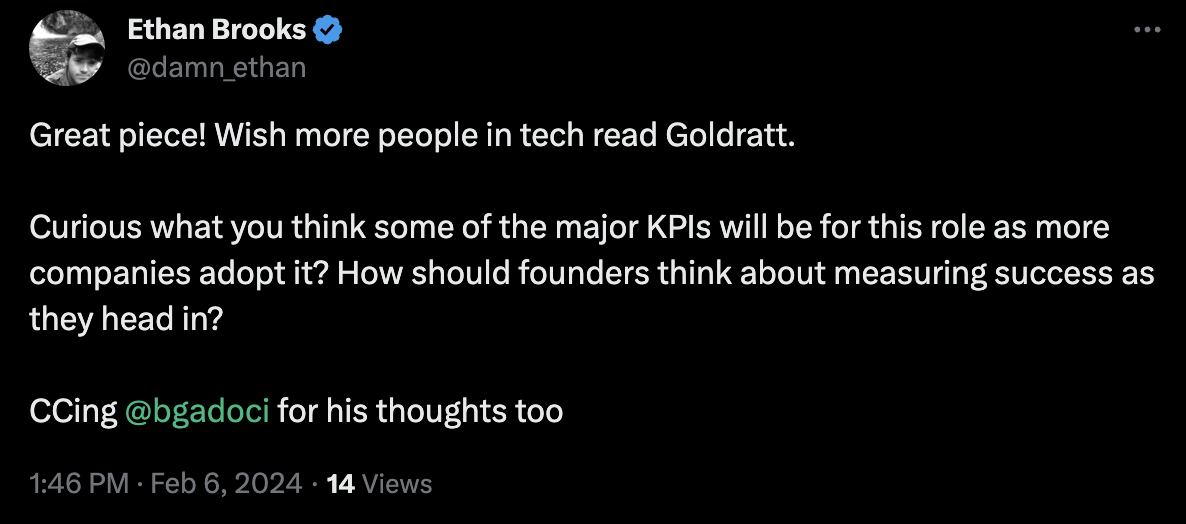 Ethan Brooks
@damn_ethan
Great piece! Wish more people in tech read Goldratt.
Curious what you think some of the major KPIs will be for this role as more
companies adopt it? How should founders think about measuring success as
they head in?
CCing @bgadoci for his thoughts too
1:46 PM · Feb 6, 2024 · 14 Views